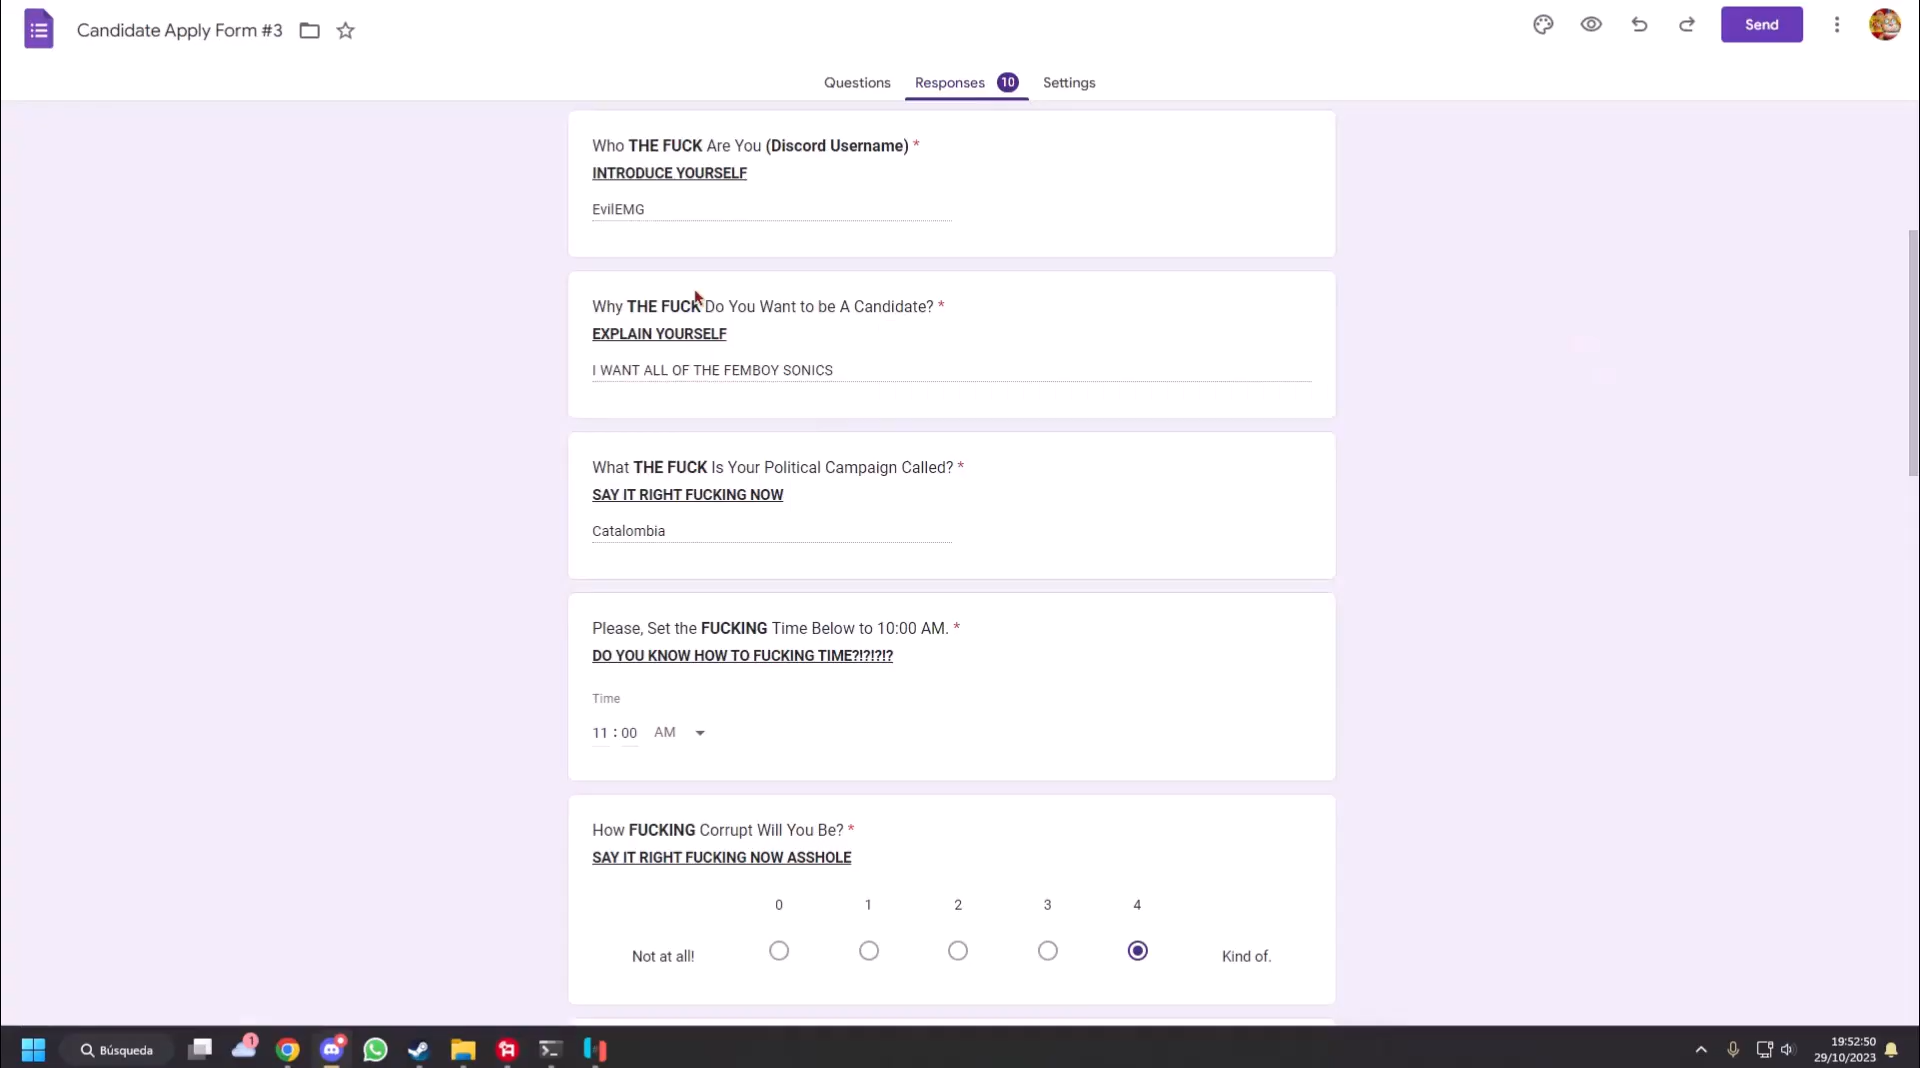 Candidate Apply Form #3
Send
Questions
Responses 10
Settings
Who THE FUCK Are You (Discord Username) *
INTRODUCE YOURSELF
EvilEMG
Why THE FUCK Do You Want to be A Candidate? *
EXPLAIN YOURSELF
I WANT ALL OF THE FEMBOY SONICS
What THE FUCK Is Your Political Campaign Called? *
SAY IT RIGHT FUCKING NOW
Catalombia
Please, Set the FUCKING Time Below to 10:00 AM. *
DO YOU KNOW HOW TO FUCKING TIME?!?!?!?
Time
11 : 00 AM
How FUCKING Corrupt Will You Be? *
SAY IT RIGHT FUCKING NOW ASSHOLE
0 1 2 3 4
Not at all! Kind of.
Búsqueda
1
19:52:50
29/10/2023